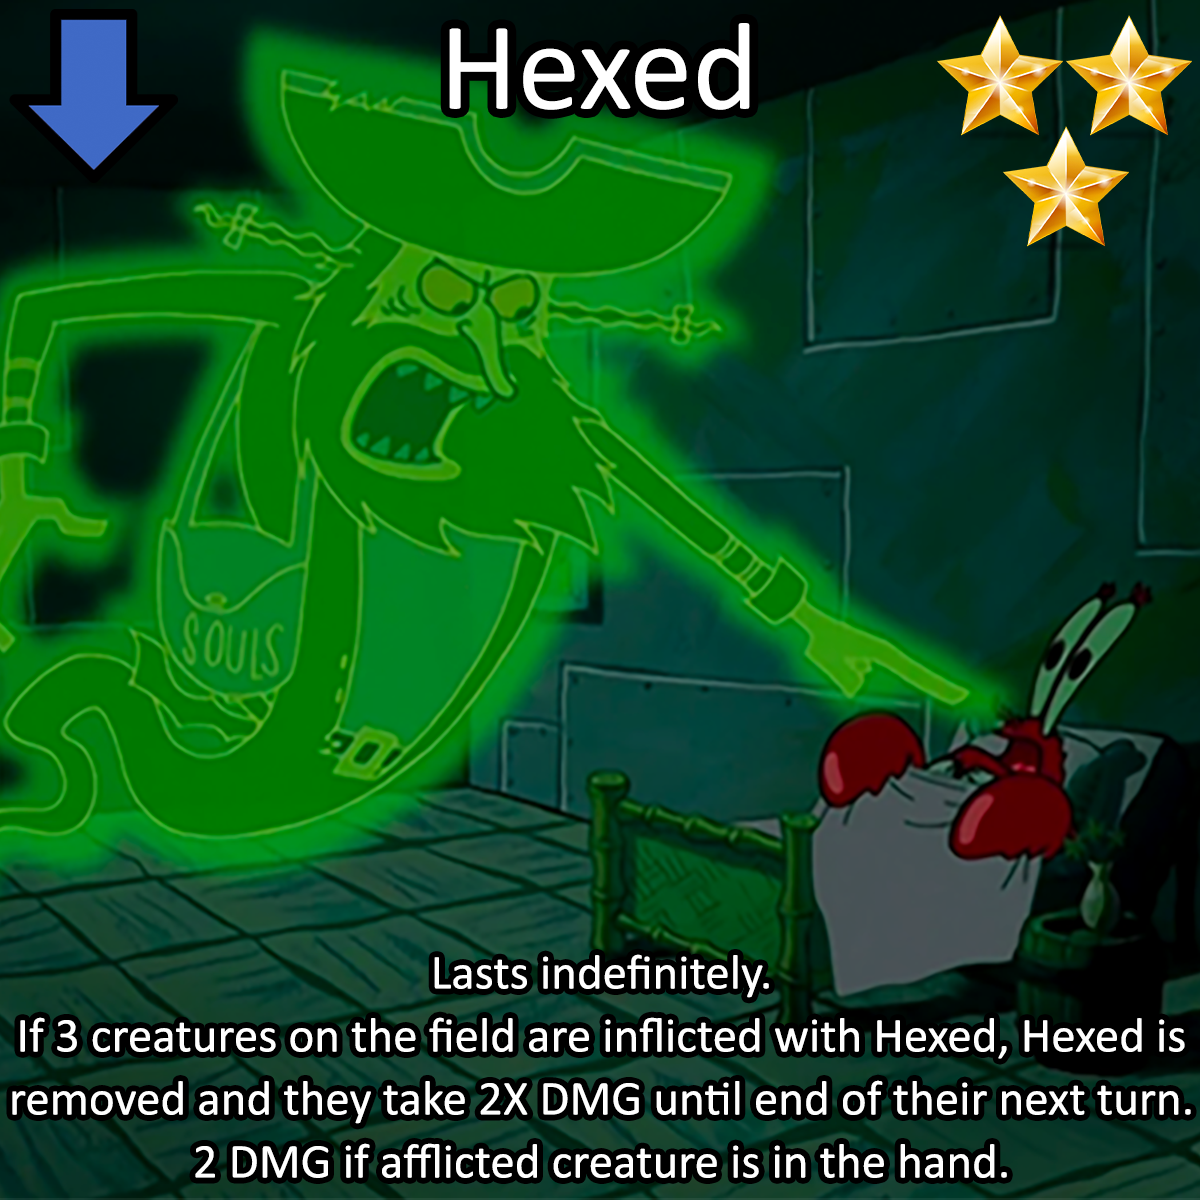 Hexed
SOULS
Lasts indefinitely.
If 3 creatures on the field are inflicted with Hexed, Hexed is
removed and they take 2X DMG until end of their next turn.
2 DMG if afflicted creature is in the hand.